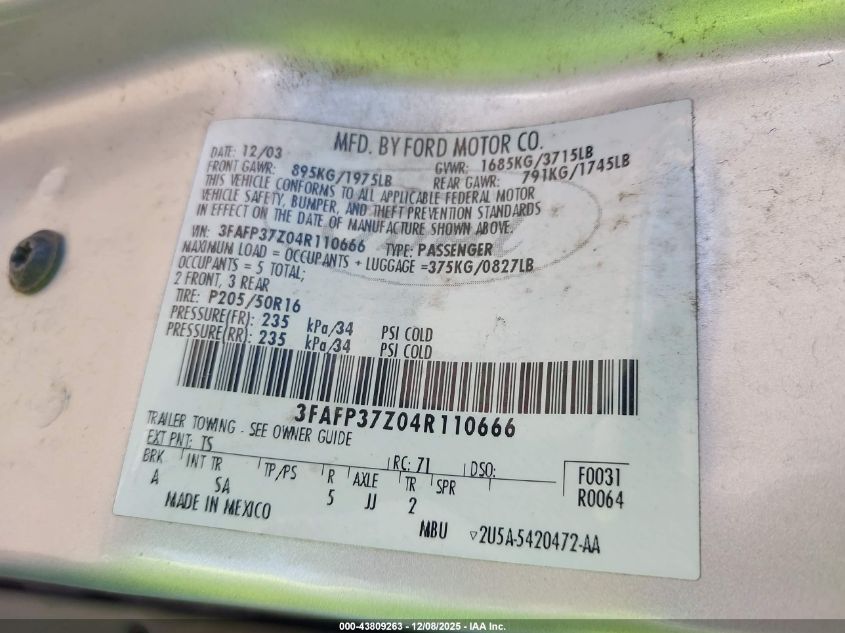 MFD. BY FORD MOTOR CO.
DATE: 12/03
GVWR: 1685KG/3715LB
FRONT GAWR: 895KG/1975LB
REAR GAWR: 791KG/1745LB
THIS VEHICLE CONFORMS TO ALL APPLICABLE FEDERAL MOTOR
VEHICLE SAFETY, BUMPER, AND THEFT PREVENTION STANDARDS
IN EFFECT ON THE DATE OF MANUFACTURE SHOWN ABOVE.
VIN: 3FAFP37Z04R110666 TYPE: PASSENGER
MAXIMUM LOAD = OCCUPANTS + LUGGAGE =375KG/0827LB
OCCUPANTS = 5 TOTAL;
2 FRONT, 3 REAR
TIRE: P205/50R16
PRESSURE(FR): 235 kPa/34 PSI COLD
PRESSURE(RR): 235 kPa/34 PSI COLD
3FAFP37Z04R110666
TRAILER TOWING - SEE OWNER GUIDE
EXT PNT: TS RC: 71 DSO:
F0031
R0064
BRK INT TR TP/PS R AXLE TR SPR
A SA 5 JJ 2
MADE IN MEXICO
MBU ▽2U5A-5420472-AA
000-43809263 - 12/08/2025 - IAA Inc.